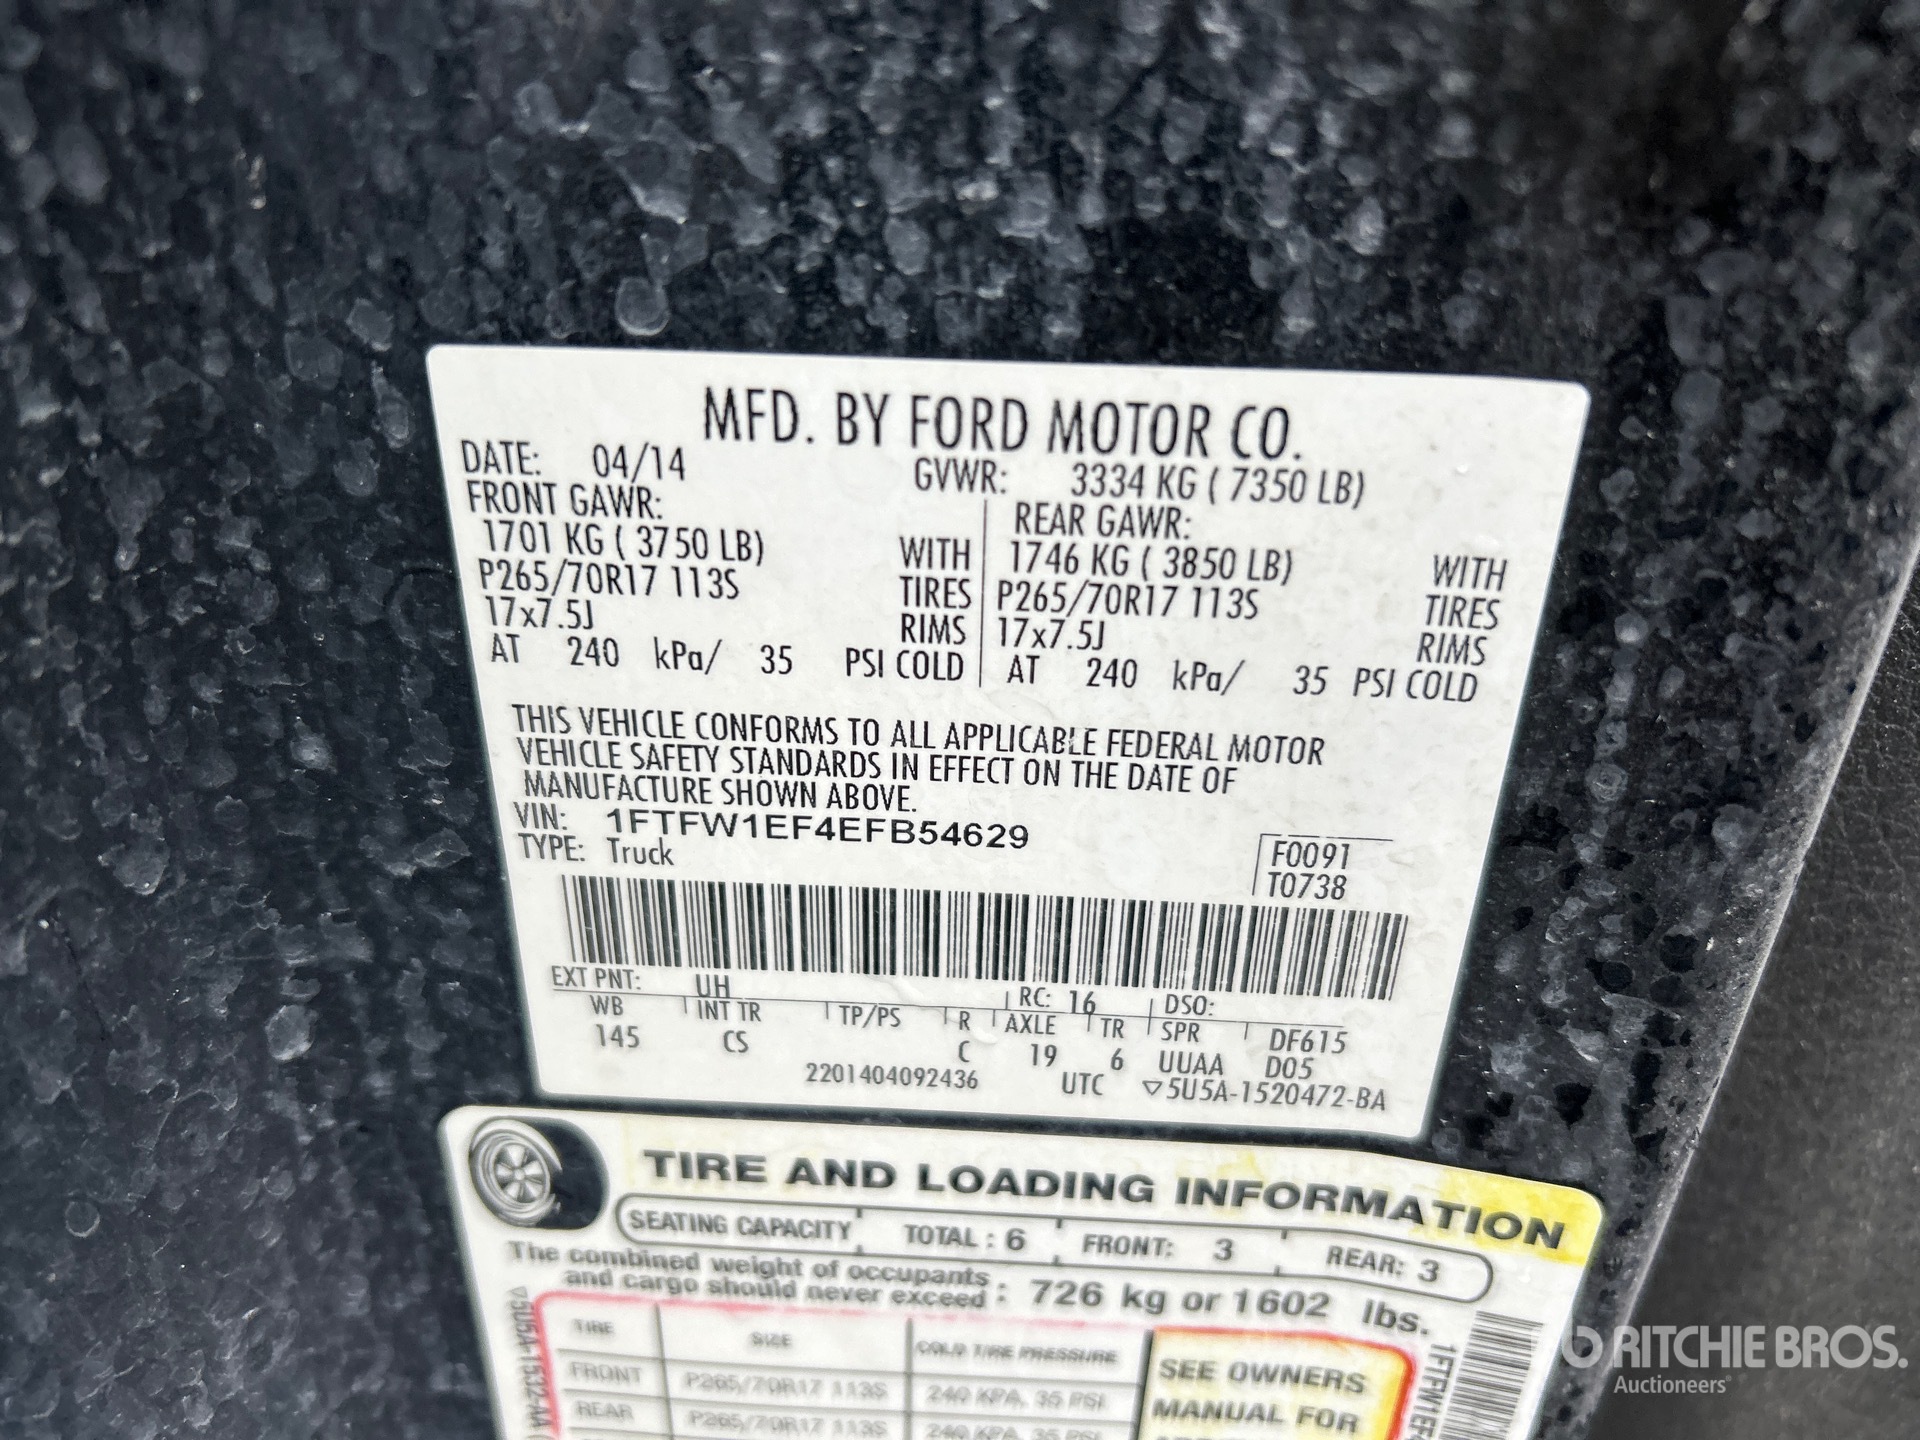 MFD. BY FORD MOTOR CO.
DATE: 04/14 GVWR: 3334 KG ( 7350 LB)
FRONT GAWR: REAR GAWR:
1701 KG ( 3750 LB) WITH 1746 KG ( 3850 LB) WITH
P265/70R17 113S TIRES P265/70R17 113S TIRES
17x7.5J RIMS 17x7.5J RIMS
AT 240 kPa/ 35 PSI COLD AT 240 kPa/ 35 PSI COLD
THIS VEHICLE CONFORMS TO ALL APPLICABLE FEDERAL MOTOR
VEHICLE SAFETY STANDARDS IN EFFECT ON THE DATE OF
MANUFACTURE SHOWN ABOVE.
VIN: 1FTFW1EF4EFB54629
TYPE: Truck
F0091
T0738
EXT PNT: UH RC: 16 DSO:
WB INT TR TP/PS R AXLE TR SPR DF615
145 CS C 19 6 UUAA D05
2201404092436 UTC ▽5U5A-1520472-BA
TIRE AND LOADING INFORMATION
SEATING CAPACITY TOTAL : 6 FRONT: 3 REAR: 3
The combined weight of occupants
and cargo should never exceed : 726 kg or 1602 lbs.
TIRE SIZE COLD TIRE PRESSURE
FRONT P265/70R17 113S 240 KPA, 35 PSI
REAR P265/70R17 113S 240 KPA, 35 PSI
SEE OWNERS
MANUAL FOR
▽5U5A-1532-AA
1FTFW1EF
RITCHIE BROS.
Auctioneers